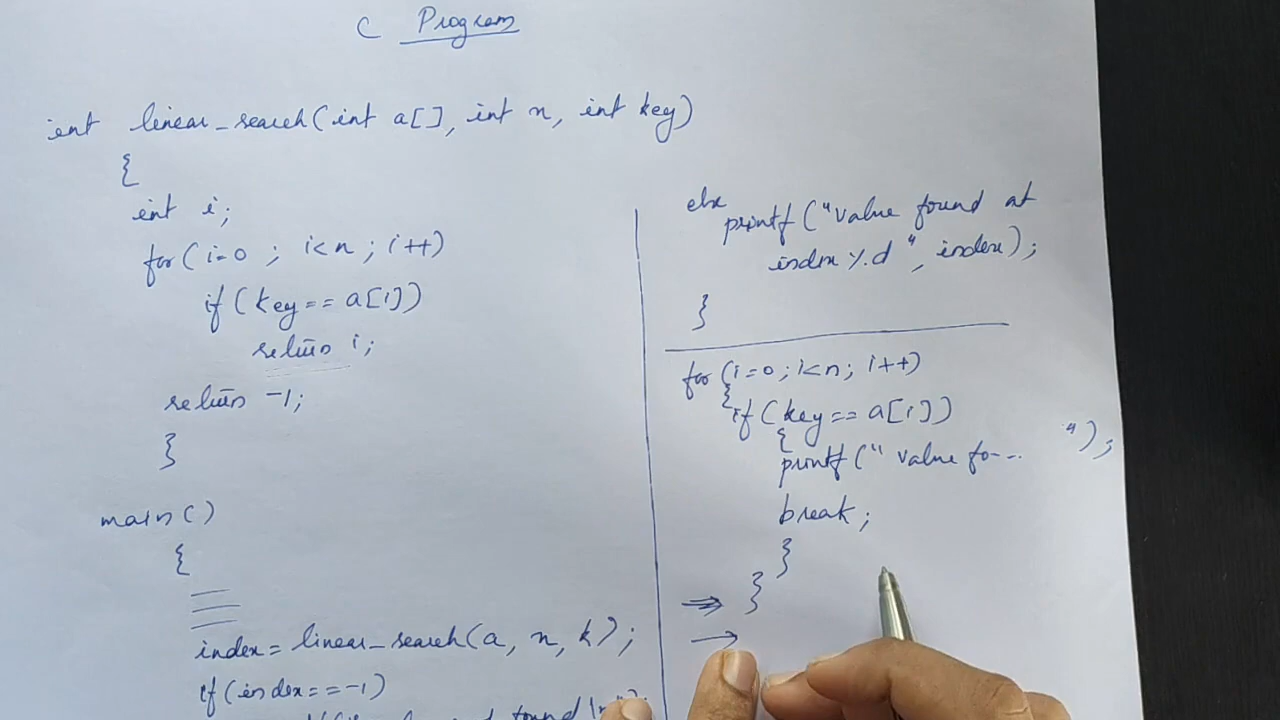 C Program
int linear_search(int a[], int n, int key)
{
int i;
for(i=0 ; i<n ; i++)
if(key== a[i])
return i;
return -1;
}
main()
{
index= linear_search(a, n, k);
if(index==-1)
found \n");
else
printf("value found at
index %d", index);
}
for(i=0;i<n; i++)
{
if(key== a[i])
{
printf(" value fo-.. ");
break;
}
}